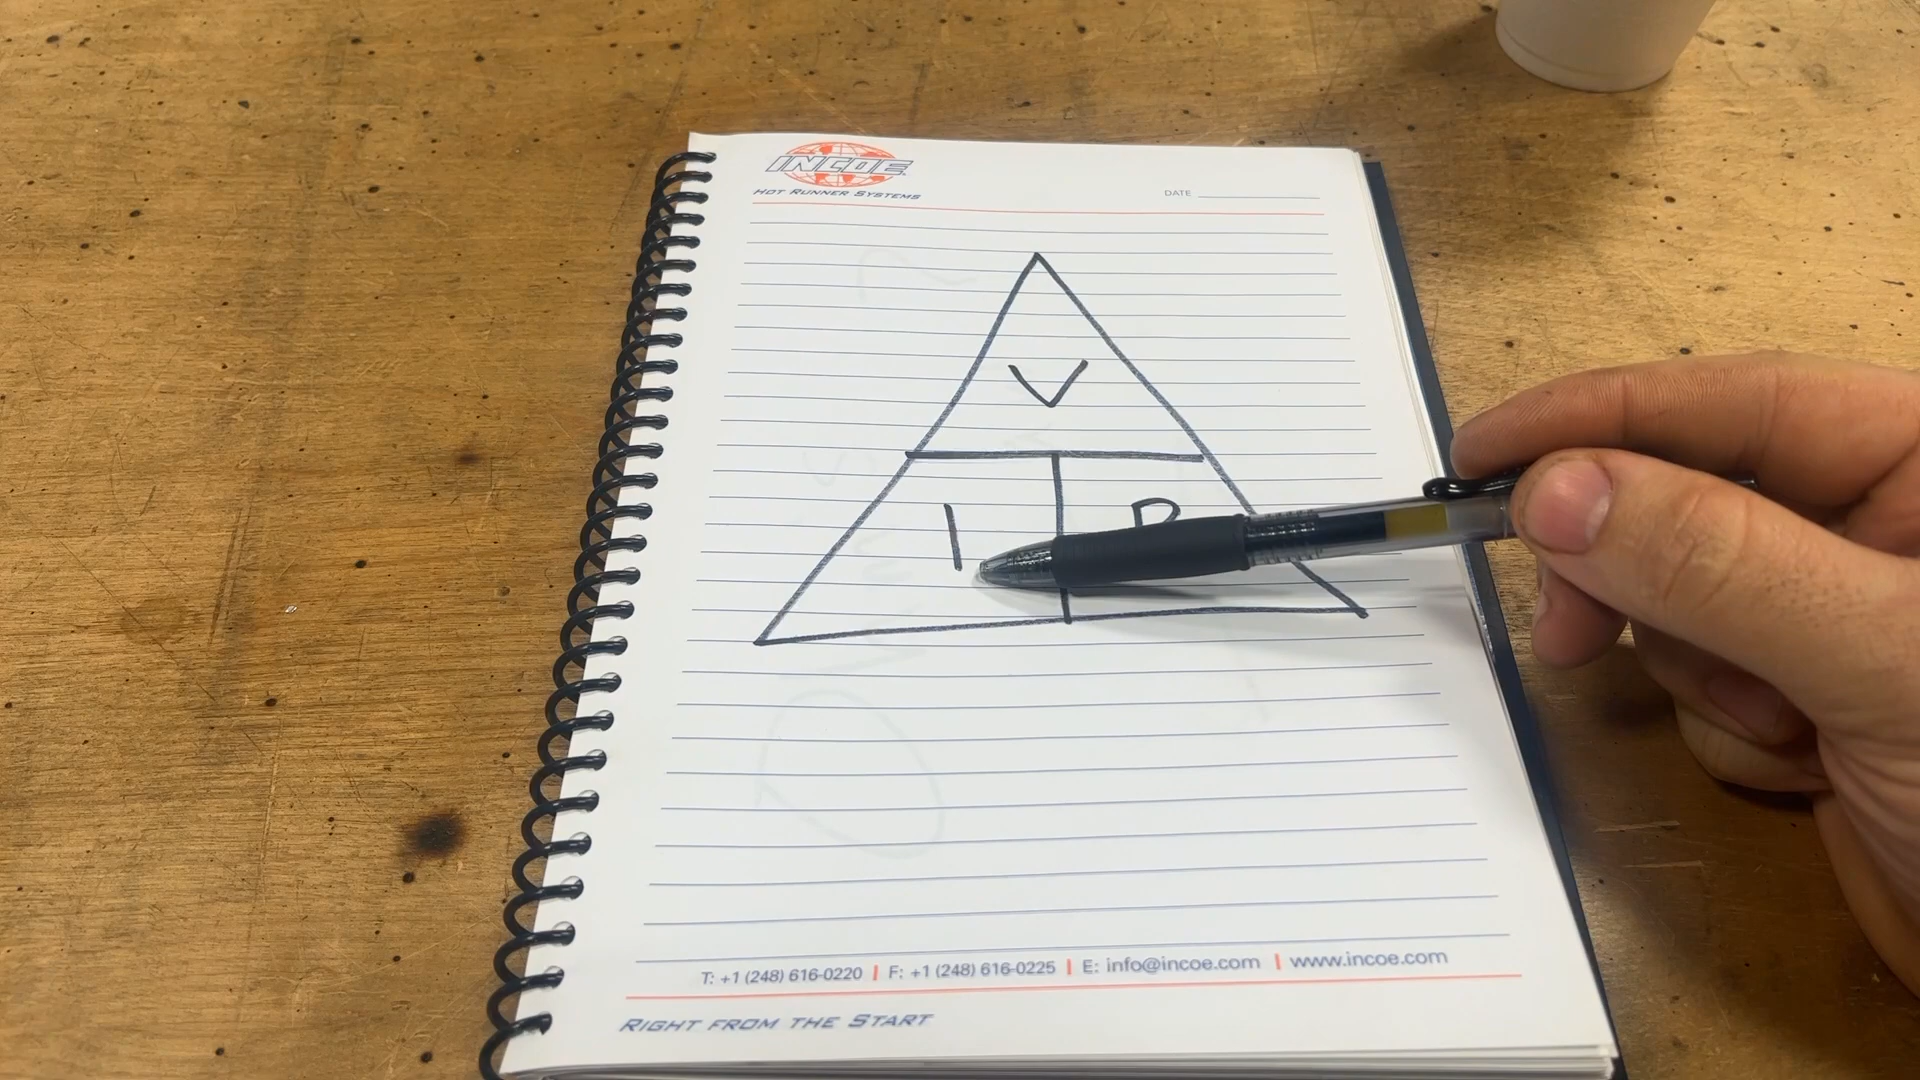 INCOE
HOT RUNNER SYSTEMS
DATE
V
I R
T: +1 (248) 616-0220 | F: +1 (248) 616-0225 | E: info@incoe.com | www.incoe.com
RIGHT FROM THE START